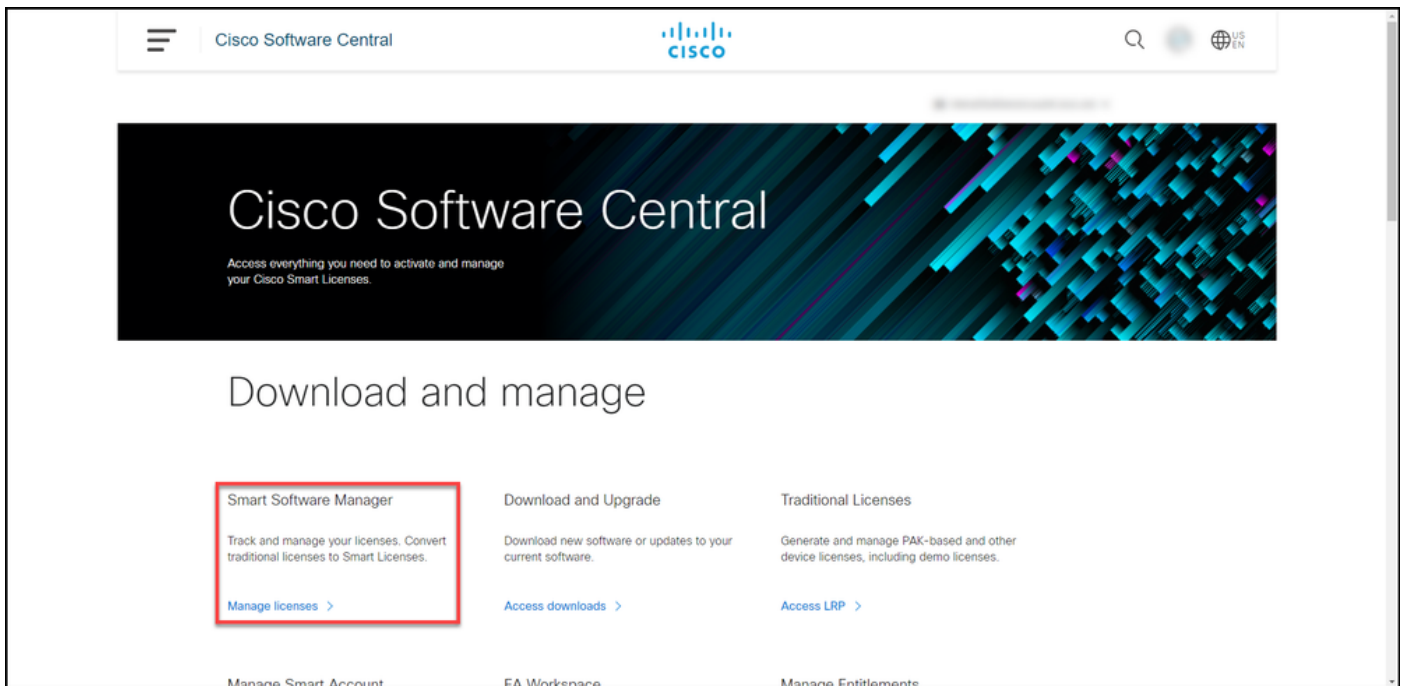 Cisco Software Central
CISCO
US
EN
Cisco Software Central
Access everything you need to activate and manage
your Cisco Smart Licenses.
Download and manage
Smart Software Manager
Track and manage your licenses. Convert
traditional licenses to Smart Licenses.
Manage licenses
Download and Upgrade
Download new software or updates to your
current software.
Access downloads
Traditional Licenses
Generate and manage PAK-based and other
device licenses, including demo licenses.
Access LRP
Manage Smart Account
EA Workspace
Manage Entitlements